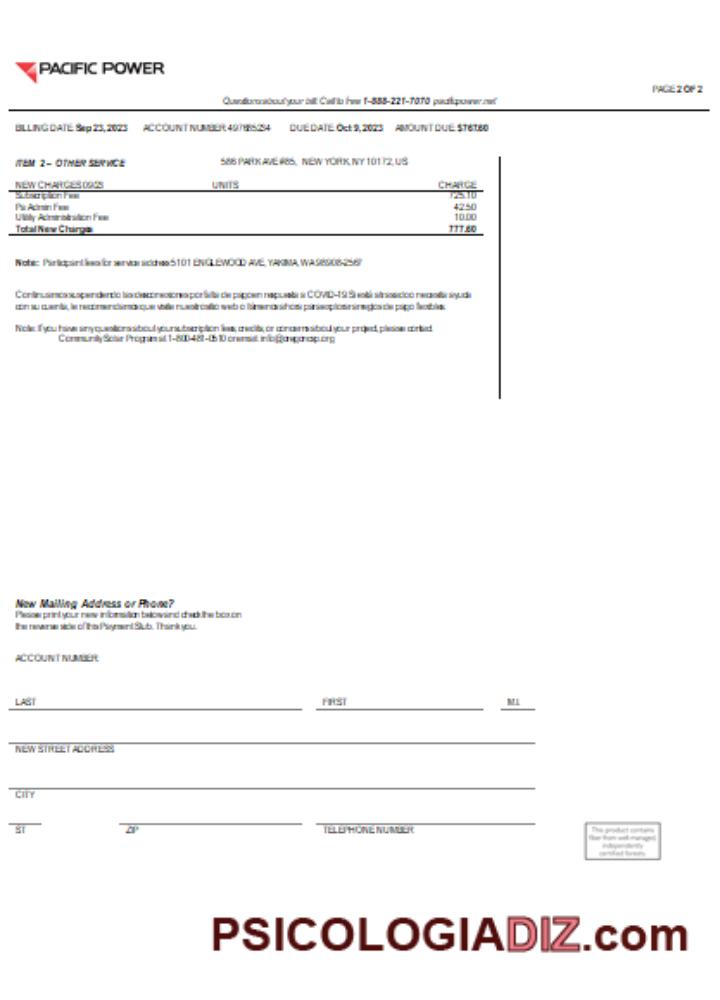 PACIFIC POWER
PAGE 2 OF 2
Questions about your bill: Call to free 1-888-221-7070 pacificpower.net
BILLING DATE: Sep 23, 2023 ACCOUNT NUMBER: 497685234 DUE DATE: Oct 9, 2023 AMOUNT DUE: $767.60
ITEM 2 – OTHER SERVICE 586 PARK AVE #85, NEW YORK, NY 10172, US
NEW CHARGES 09/23 UNITS CHARGE
Subscription Fee 725.10
Ps Admin Fee 42.50
Utility Administration Fee 10.00
Total New Charges 777.60
Note: Participant fees for service address 5101 ENGLEWOOD AVE, YAKIMA, WA 98908-2567
Continuamos suspendendo las desconexiones por falta de pago en respuesta a COVID-19. Si está atrasado o necesita ayuda
con su cuenta, le recomendamos que visite nuestro sitio web o llámenos ahora para explorar arreglos de pago flexibles.
Note: If you have any questions about your subscription fees, credits, or concerns about your project, please contact
Community Solar Program at 1-800-481-0510 or email: info@oregoncsp.org
New Mailing Address or Phone?
Please print your new information below and check the box on
the reverse side of this Payment Stub. Thank you.
ACCOUNT NUMBER:
LAST FIRST M.I.
NEW STREET ADDRESS
CITY
ST ZIP TELEPHONE NUMBER
This product contains
fiber from well-managed,
independently
certified forests.
PSICOLOGIADIZ.com